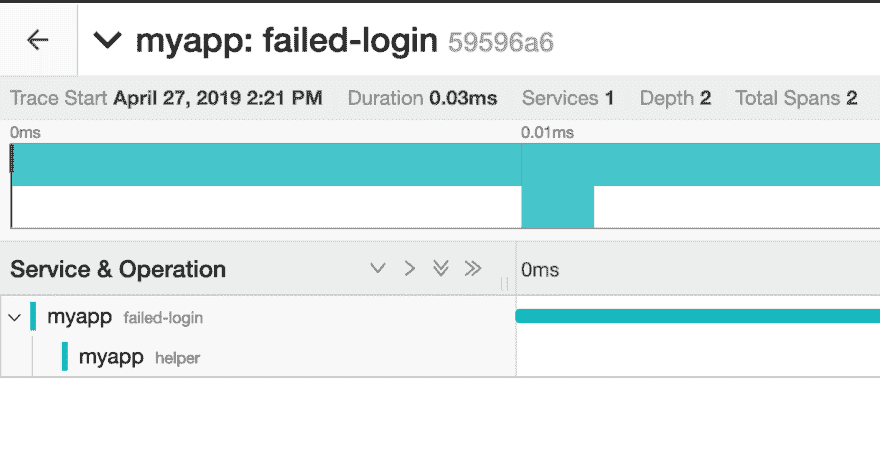 myapp: failed-login 59596a6
Trace Start April 27, 2019 2:21 PM Duration 0.03ms Services 1 Depth 2 Total Spans 2
0ms 0.01ms
Service & Operation 0ms
myapp failed-login
myapp helper